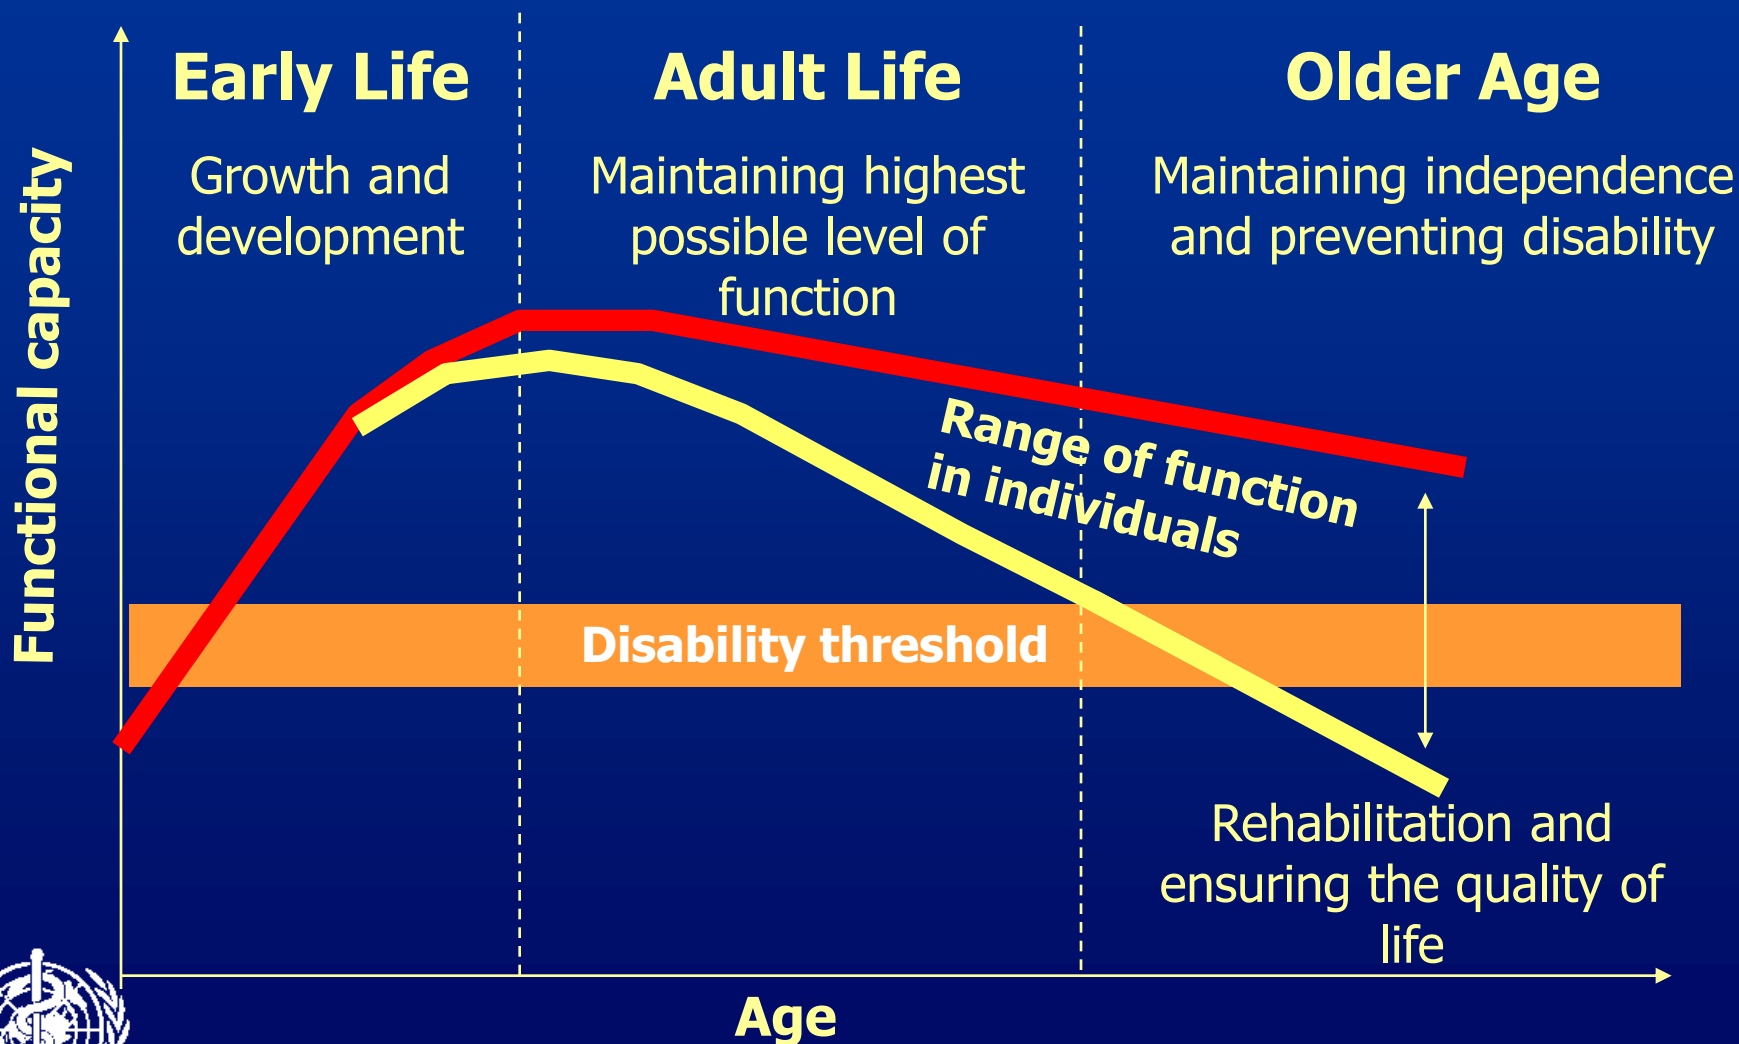 Early Life
Growth and
development
Adult Life
Maintaining highest
possible level of
function
Older Age
Maintaining independence
and preventing disability
Functional capacity
Range of function
in individuals
Disability threshold
Rehabilitation and
ensuring the quality of
life
Age